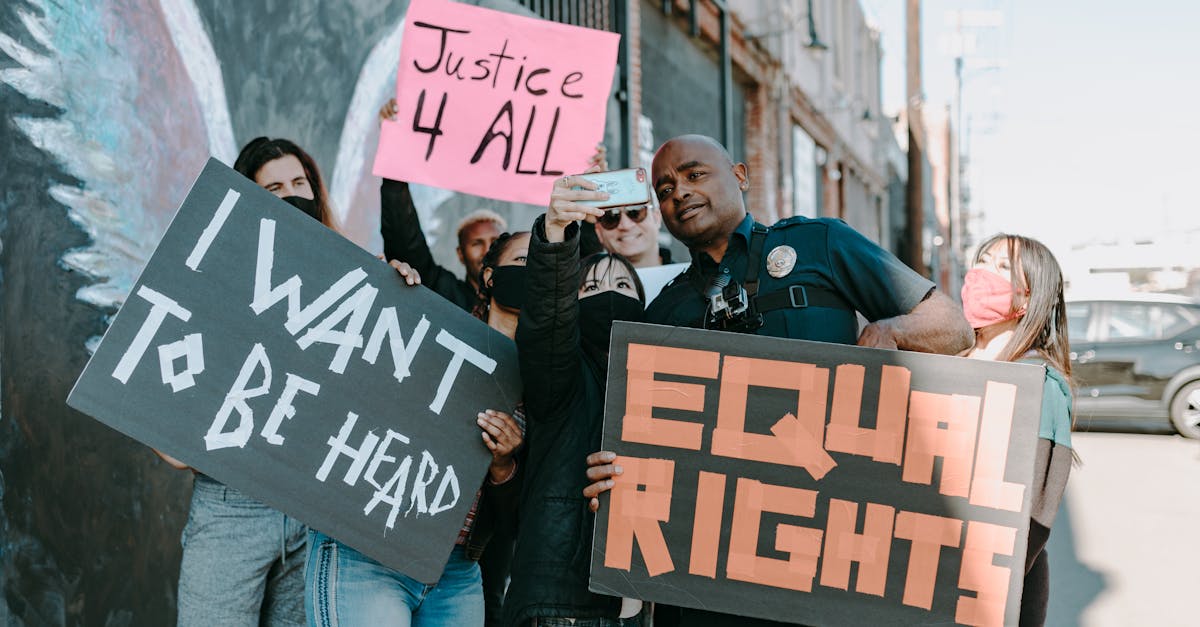 Justice
4 ALL
I WANT
TO BE HEARD
EQUAL
RIGHTS